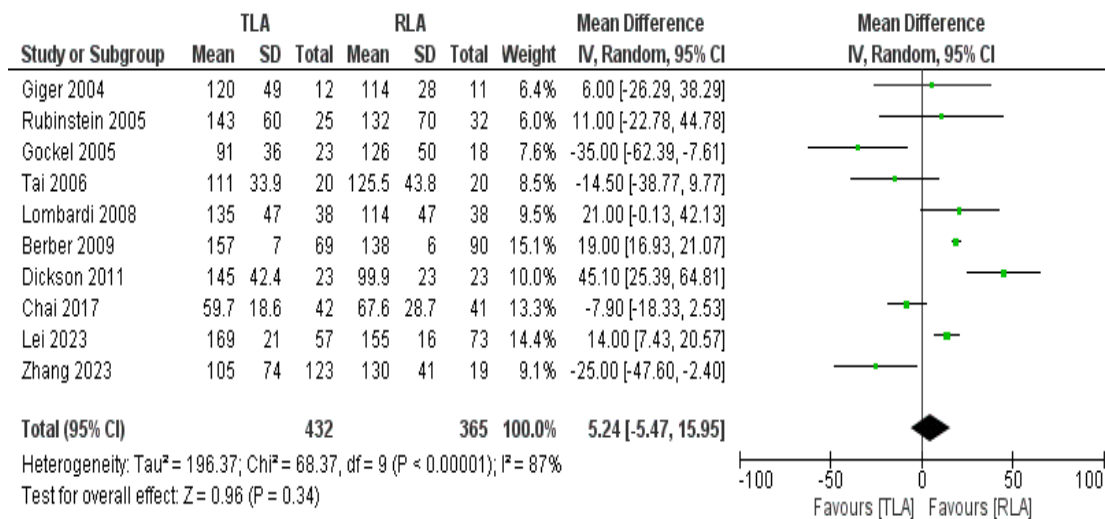 TLA RLA Mean Difference Mean Difference
Study or Subgroup Mean SD Total Mean SD Total Weight IV, Random, 95% CI IV, Random, 95% CI
Giger 2004 120 49 12 114 28 11 6.4% 6.00 [-26.29, 38.29]
Rubinstein 2005 143 60 25 132 70 32 6.0% 11.00 [-22.78, 44.78]
Gockel 2005 91 36 23 126 50 18 7.6% -35.00 [-62.39, -7.61]
Tai 2006 111 33.9 20 125.5 43.8 20 8.5% -14.50 [-38.77, 9.77]
Lombardi 2008 135 47 38 114 47 38 9.5% 21.00 [-0.13, 42.13]
Berber 2009 157 7 69 138 6 90 15.1% 19.00 [16.93, 21.07]
Dickson 2011 145 42.4 23 99.9 23 23 10.0% 45.10 [25.39, 64.81]
Chai 2017 59.7 18.6 42 67.6 28.7 41 13.3% -7.90 [-18.33, 2.53]
Lei 2023 169 21 57 155 16 73 14.4% 14.00 [7.43, 20.57]
Zhang 2023 105 74 123 130 41 19 9.1% -25.00 [-47.60, -2.40]
Total (95% CI) 432 365 100.0% 5.24 [-5.47, 15.95]
Heterogeneity: Tau² = 196.37; Chi² = 68.37, df = 9 (P < 0.00001); I² = 87%
Test for overall effect: Z = 0.96 (P = 0.34)
-100 -50 0 50 100
Favours [TLA] Favours [RLA]